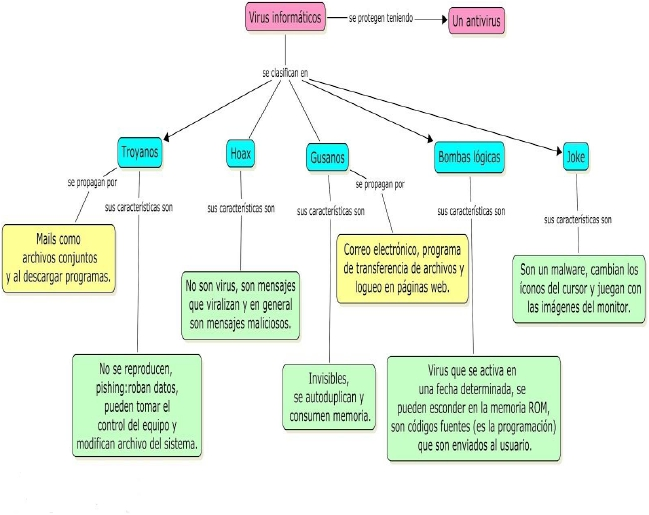 Virus informáticos
se protegen teniendo
Un antivirus
se clasifican en
Troyanos
Hoax
Gusanos
Bombas lógicas
Joke
se propagan por
sus características son
sus características son
se propagan por
sus características son
sus características son
sus características son
Mails como
archivos conjuntos
y al descargar programas.
No son virus, son mensajes
que viralizan y en general
son mensajes maliciosos.
Correo electrónico, programa
de transferencia de archivos y
logueo en páginas web.
Son un malware, cambian los
íconos del cursor y juegan con
las imágenes del monitor.
No se reproducen,
pishing:roban datos,
pueden tomar el
control del equipo y
modifican archivo del sistema.
Invisibles,
se autoduplican y
consumen memoria.
Virus que se activa en
una fecha determinada, se
pueden esconder en la memoria ROM,
son códigos fuentes (es la programación)
que son enviados al usuario.